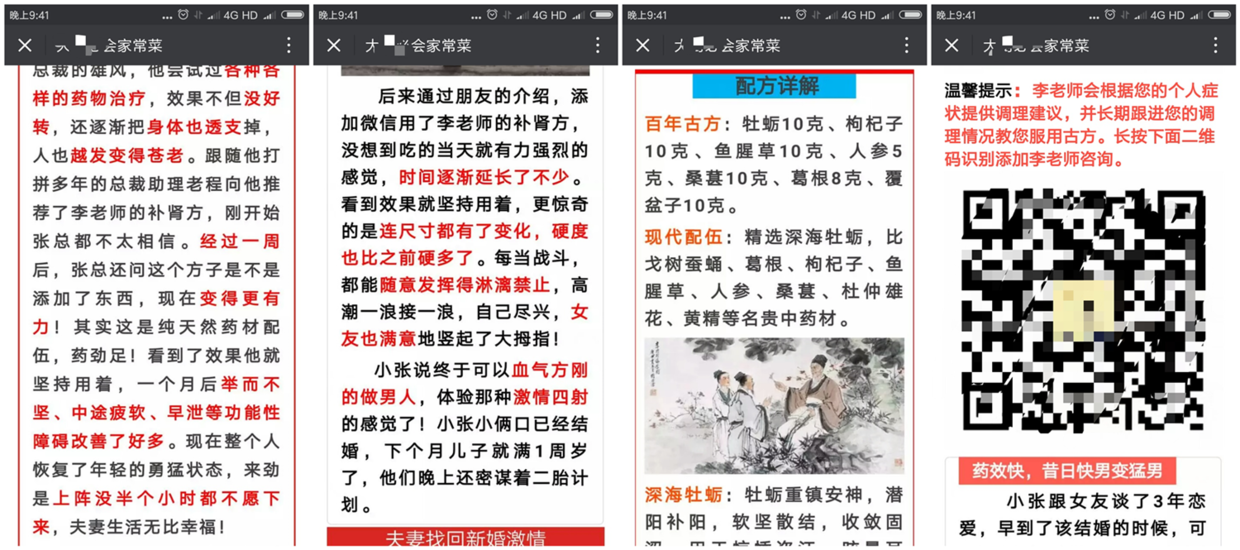 晚上9:41
4G HD
会家常菜
总裁的雄风，他尝试过各种各
样的药物治疗，效果不但没好
转，还逐渐把身体也透支掉，
人也越发变得苍老。跟随他打
拼多年的总裁助理老程向他推
荐了李老师的补肾方，刚开始
张总都不太相信。经过一周
后，张总还问这个方子是不是
添加了东西，现在变得更有
力！其实这是纯天然药材配
伍，药劲足！看到了效果他就
坚持用着，一个月后举而不
坚、中途疲软、早泄等功能性
障碍改善了好多。现在整个人
恢复了年轻的勇猛状态，来劲
是上阵没半个小时都不愿下
来，夫妻生活无比幸福！
晚上9:41
4G HD
会家常菜
后来通过朋友的介绍，添
加微信用了李老师的补肾方，
没想到吃的当天就有力强烈的
感觉，时间逐渐延长了不少。
看到效果就坚持用着，更惊奇
的是连尺寸都有了变化，硬度
也比之前硬多了。每当战斗，
都能随意发挥得淋漓禁止，高
潮一浪接一浪，自己尽兴，女
友也满意地竖起了大拇指！
小张说终于可以血气方刚
的做男人，体验那种激情四射
的感觉了！小张小俩口已经结
婚，下个月儿子就满1周岁
了，他们晚上还密谋着二胎计
划。
夫妻找回新婚激情
晚上9:41
4G HD
会家常菜
配方详解
百年古方：牡蛎10克、枸杞子
10克、鱼腥草10克、人参5
克、桑葚10克、葛根8克、覆
盆子10克。
现代配伍：精选深海牡蛎，比
戈树蚕蛹、葛根、枸杞子、鱼
腥草、人参、桑葚、杜仲雄
花、黄精等名贵中药材。
深海牡蛎：牡蛎重镇安神，潜
阳补阴，软坚散结，收敛固
晚上9:41
4G HD
会家常菜
温馨提示：李老师会根据您的个人症
状提供调理建议，并长期跟进您的调
理情况教您服用古方。长按下面二维
码识别添加李老师咨询。
药效快，昔日快男变猛男
小张跟女友谈了3年恋
爱，早到了该结婚的时候，可